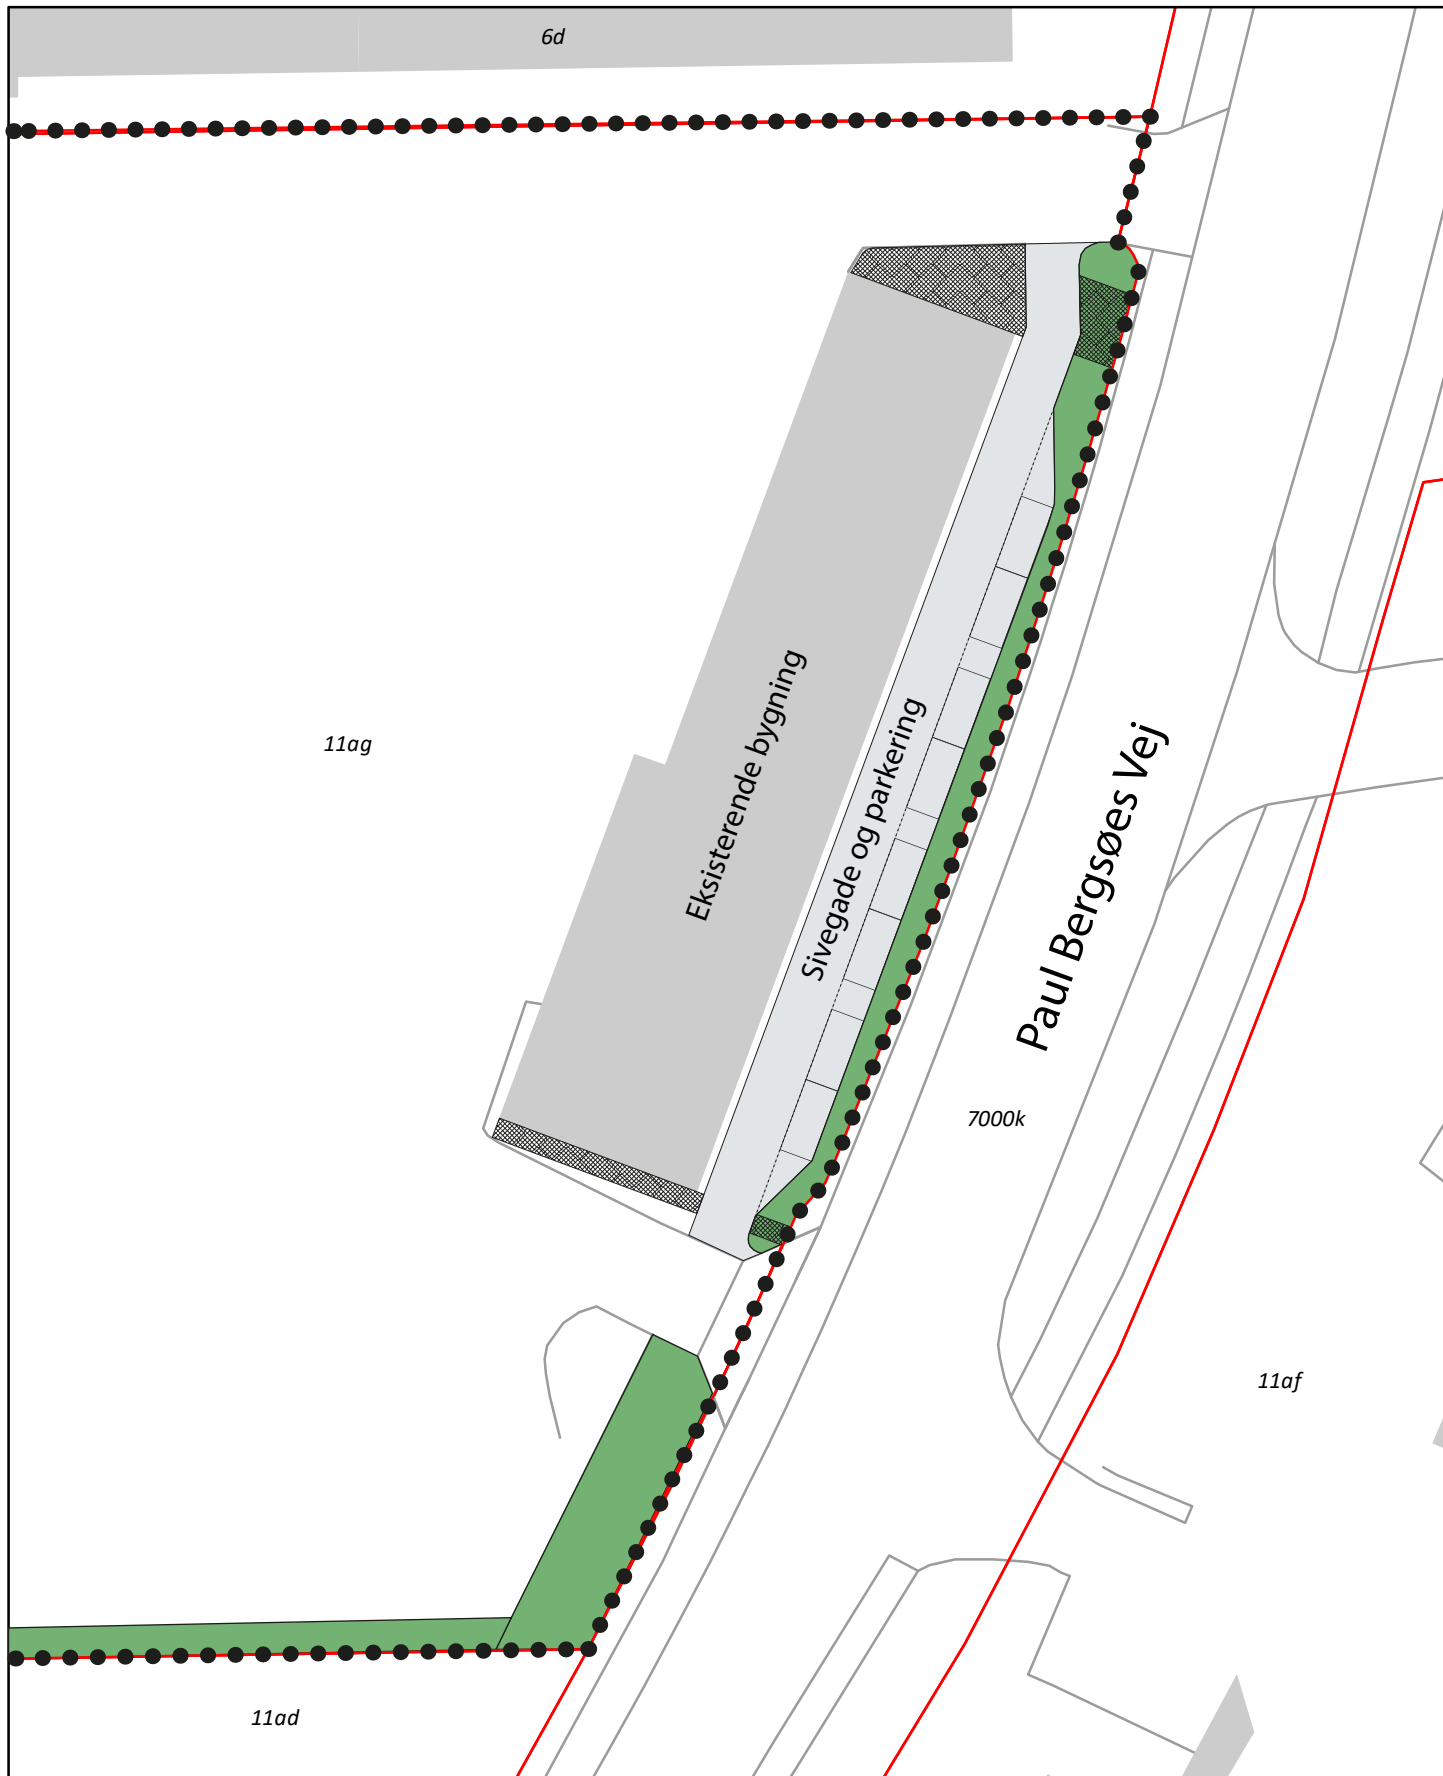 6d
11ag
Eksisterende bygning
Sivegade og parkering
Paul Bergsøes Vej
7000k
11af
11ad